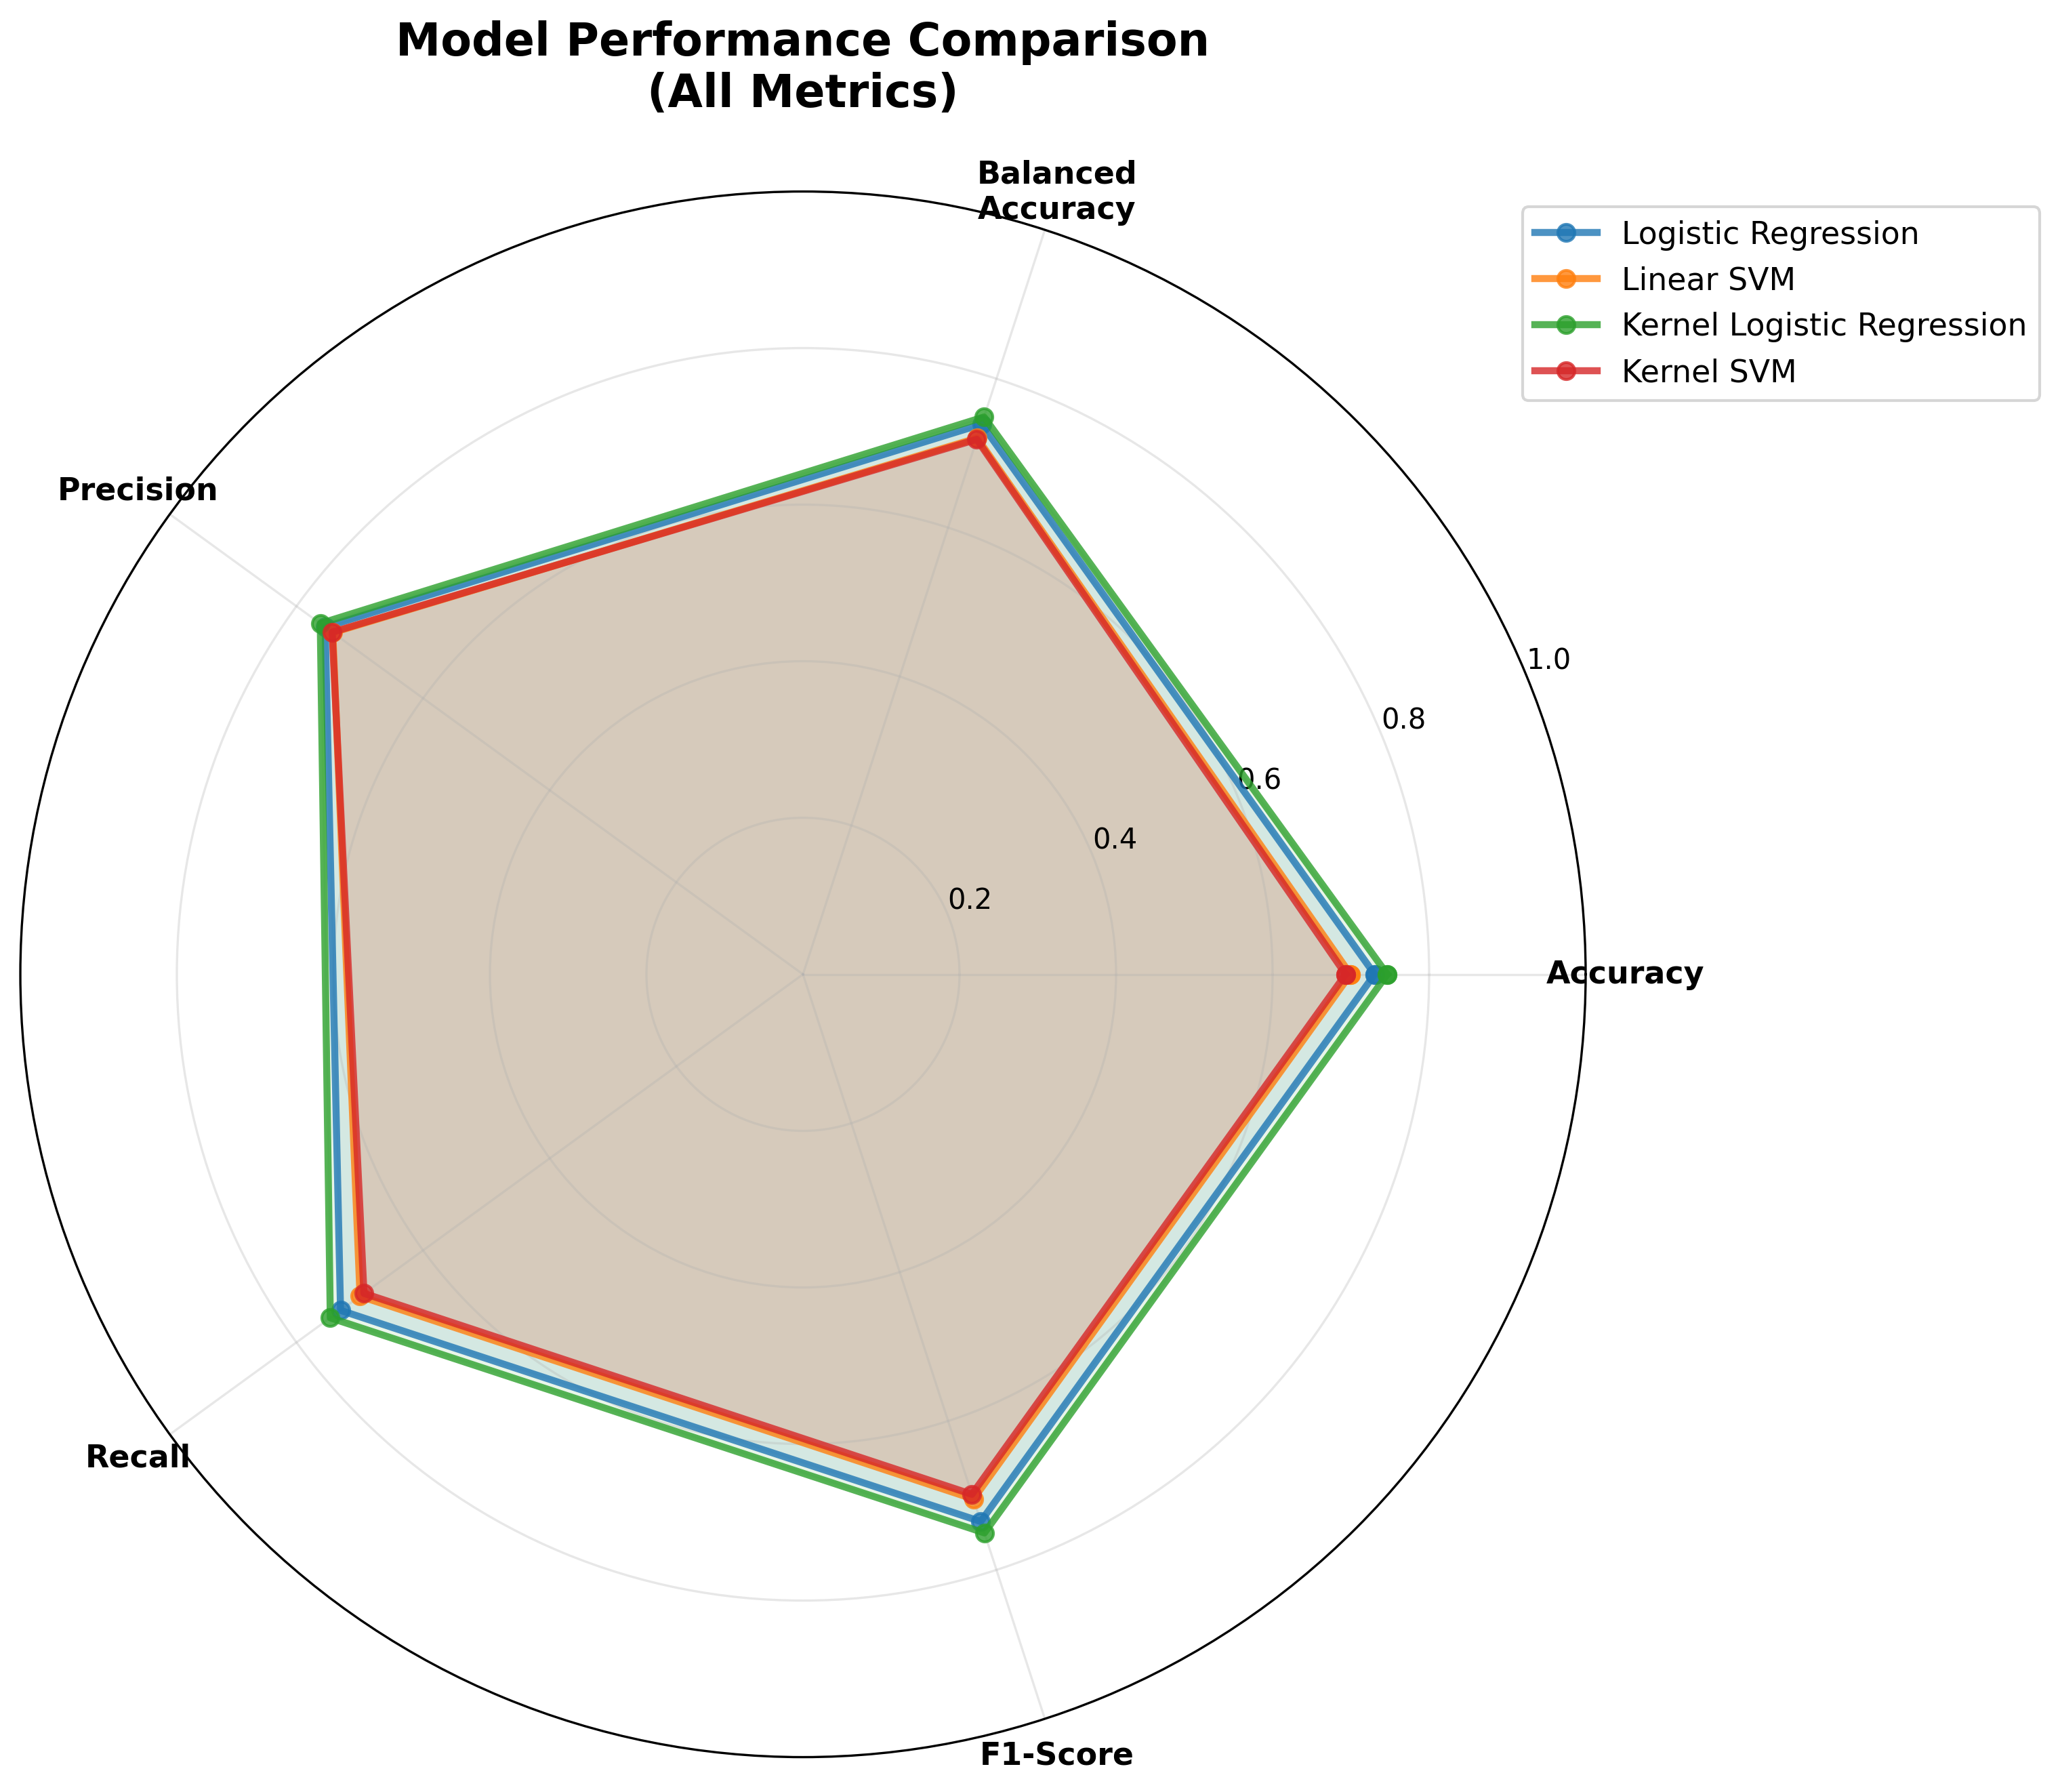 Model Performance Comparison
(All Metrics)
Balanced
Accuracy
Logistic Regression
Linear SVM
Kernel Logistic Regression
Kernel SVM
Precision
1.0
0.8
0.6
0.4
0.2
Accuracy
Recall
F1-Score